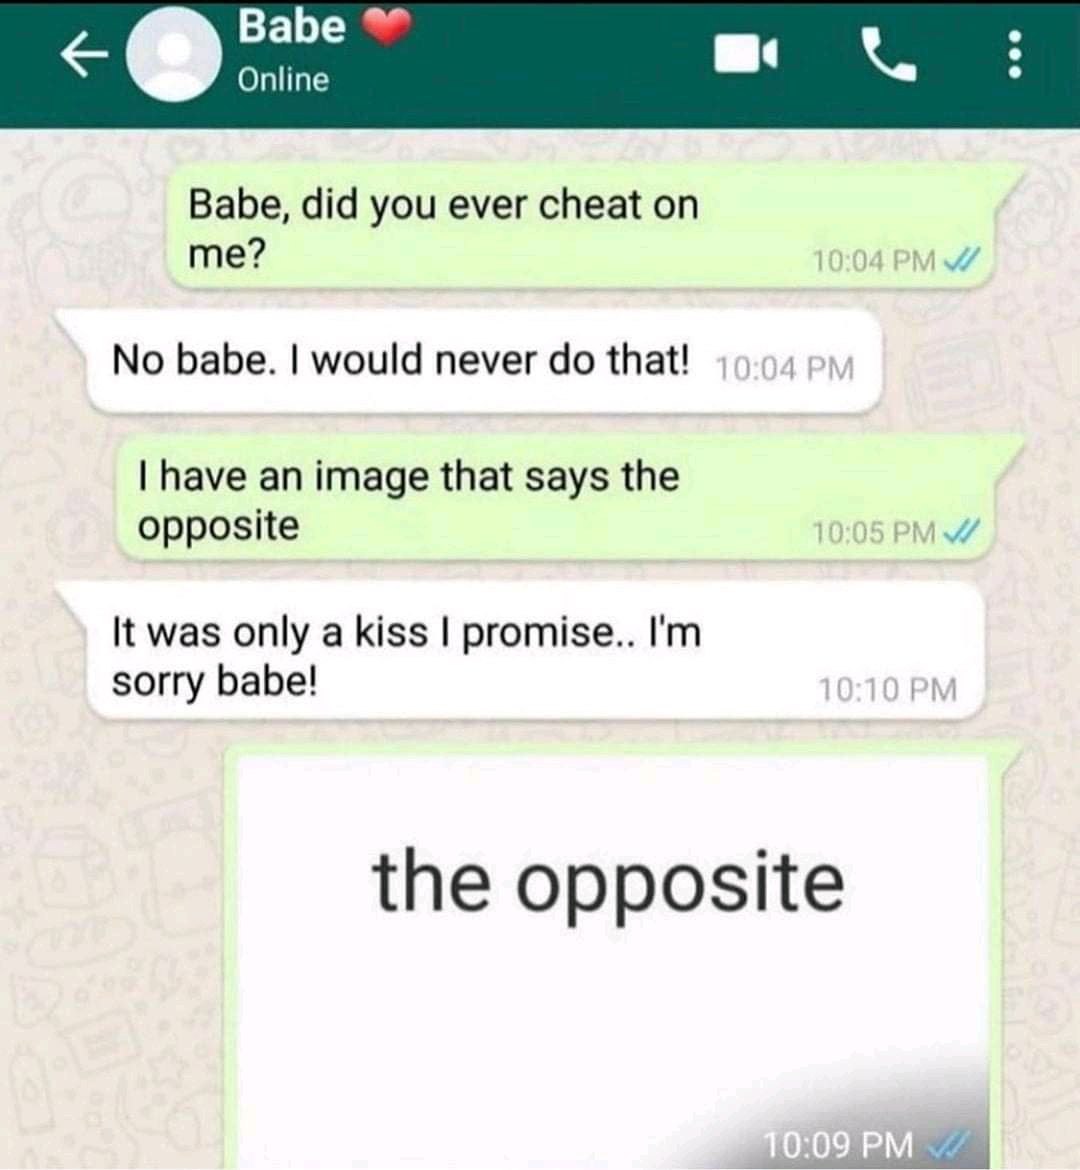 Babe ❤
Online
Babe, did you ever cheat on
me?
10:04 PM
No babe. I would never do that! 10:04 PM
I have an image that says the
opposite
10:05 PM
It was only a kiss I promise.. I'm
sorry babe!
10:10 PM
the opposite
10:09 PM